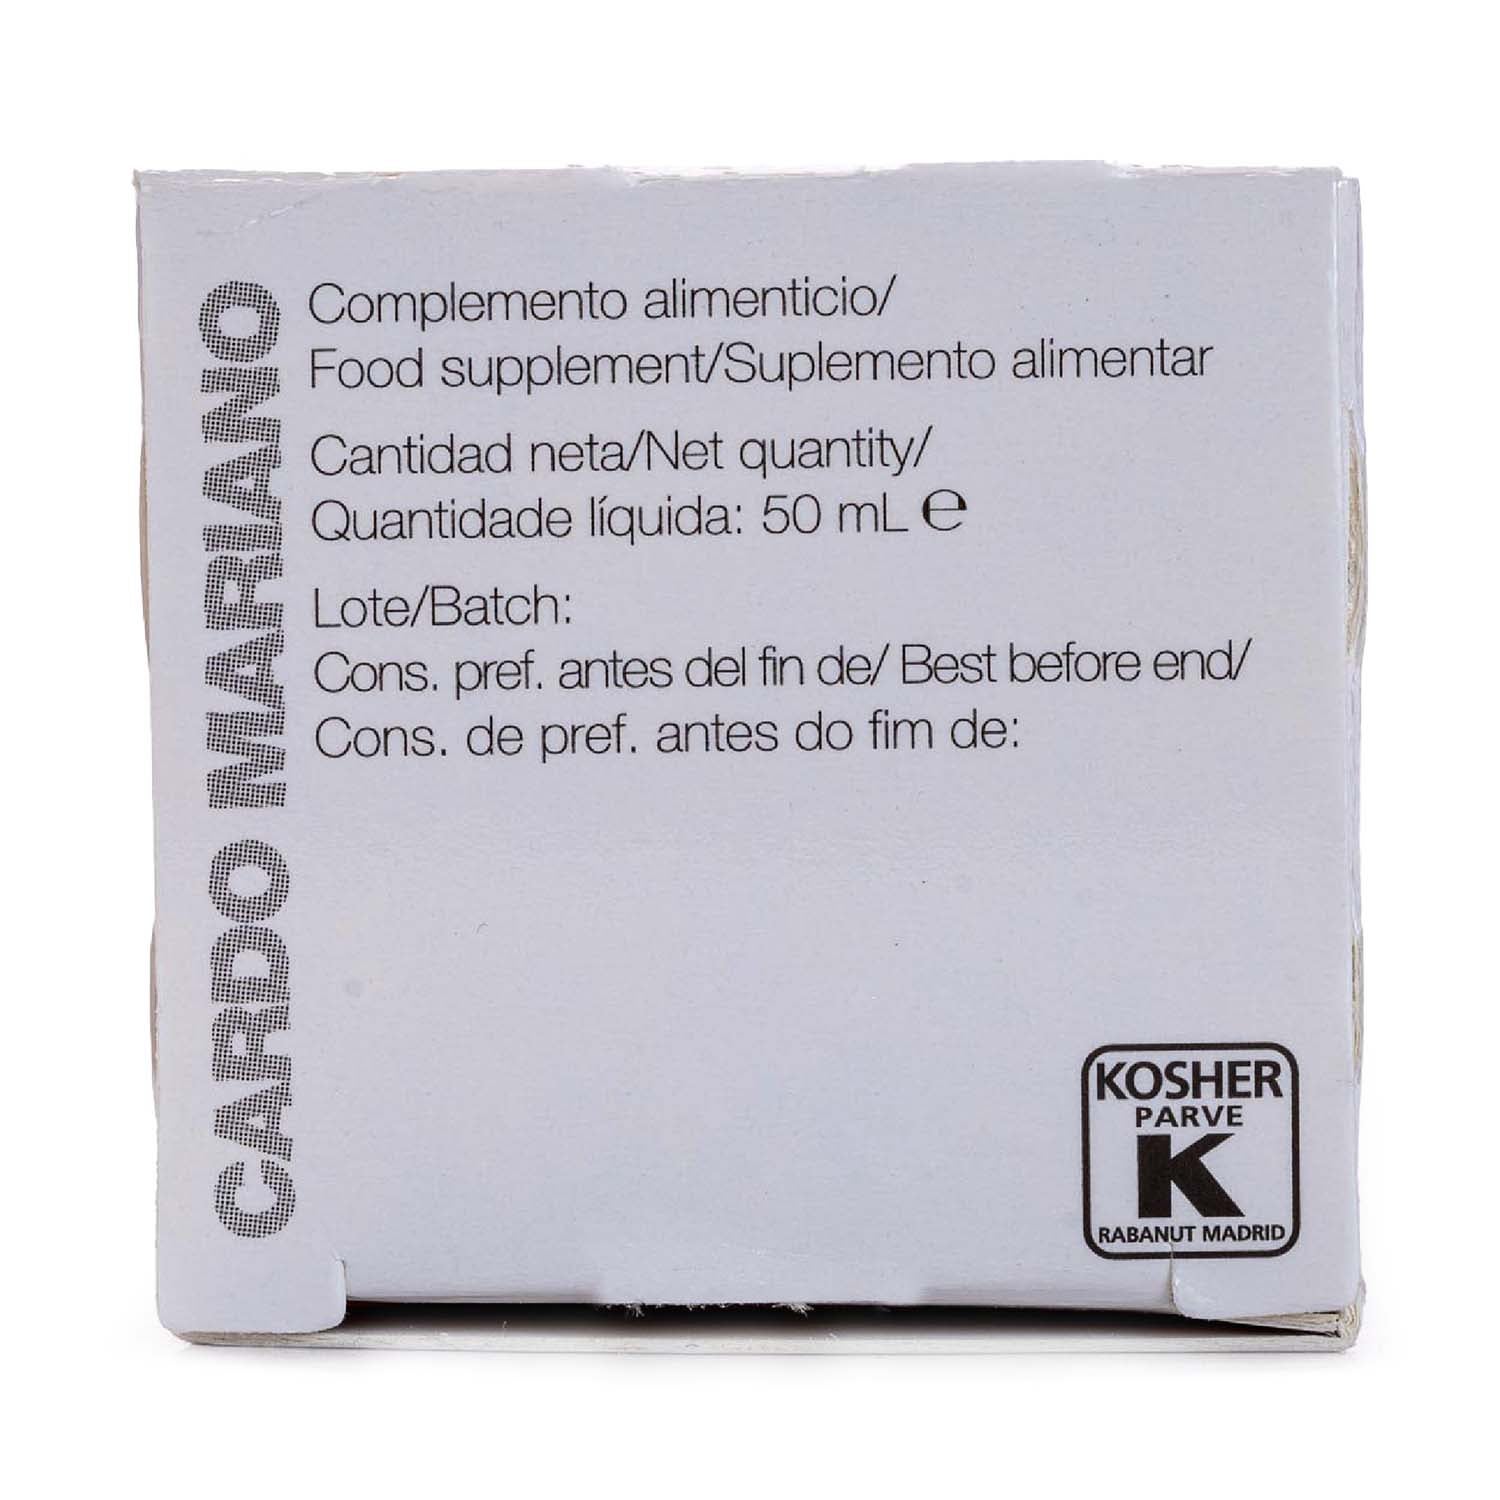 CARDO MARIANO
Complemento alimenticio/
Food supplement/Suplemento alimentar
Cantidad neta/Net quantity/
Quantidade líquida: 50 mL ℮
Lote/Batch:
Cons. pref. antes del fin de/ Best before end/
Cons. de pref. antes do fim de:
KOSHER
PARVE
K
RABANUT MADRID